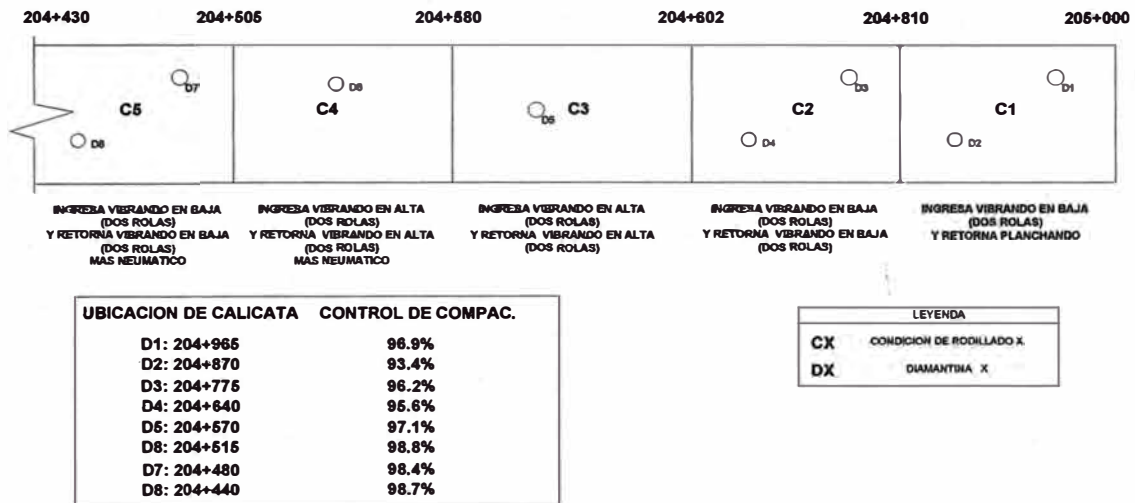 204+430 204+505 204+580 204+602 204+810 205+000
D7 D6 D3 D1
C5 C4 D5 C3 C2 C1
D8 D4 D2
INGRESA VIBRANDO EN BAJA
(DOS ROLAS)
Y RETORNA VIBRANDO EN BAJA
(DOS ROLAS)
MAS NEUMATICO
INGRESA VIBRANDO EN ALTA
(DOS ROLAS)
Y RETORNA VIBRANDO EN ALTA
(DOS ROLAS)
MAS NEUMATICO
INGRESA VIBRANDO EN ALTA
(DOS ROLAS)
Y RETORNA VIBRANDO EN ALTA
(DOS ROLAS)
INGRESA VIBRANDO EN BAJA
(DOS ROLAS)
Y RETORNA VIBRANDO EN BAJA
(DOS ROLAS)
INGRESA VIBRANDO EN BAJA
(DOS ROLAS)
Y RETORNA PLANCHANDO
UBICACION DE CALICATA CONTROL DE COMPAC.
D1: 204+965 96.9%
D2: 204+870 93.4%
D3: 204+775 96.2%
D4: 204+640 95.6%
D5: 204+570 97.1%
D8: 204+515 98.8%
D7: 204+480 98.4%
D8: 204+440 98.7%
LEYENDA
CX CONDICION DE RODILLADO X.
DX DIAMANTINA X